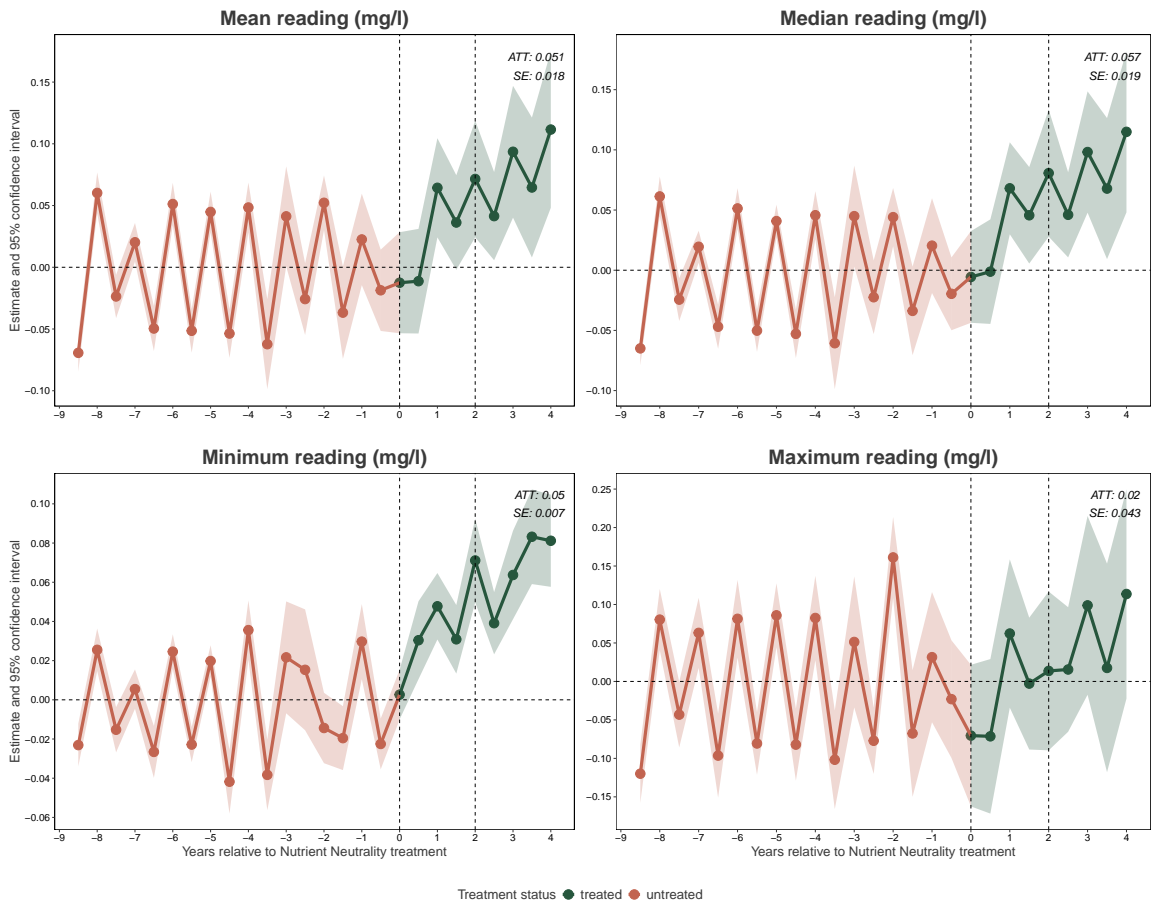 Mean reading (mg/l)
ATT: 0.051
SE: 0.018
Estimate and 95% confidence interval
0.15
0.10
0.05
0.00
−0.05
−0.10
−9 −8 −7 −6 −5 −4 −3 −2 −1 0 1 2 3 4
Median reading (mg/l)
ATT: 0.057
SE: 0.019
0.15
0.10
0.05
0.00
−0.05
−0.10
−9 −8 −7 −6 −5 −4 −3 −2 −1 0 1 2 3 4
Minimum reading (mg/l)
ATT: 0.05
SE: 0.007
Estimate and 95% confidence interval
0.10
0.08
0.06
0.04
0.02
0.00
−0.02
−0.04
−0.06
−9 −8 −7 −6 −5 −4 −3 −2 −1 0 1 2 3 4
Years relative to Nutrient Neutrality treatment
Maximum reading (mg/l)
ATT: 0.02
SE: 0.043
0.25
0.20
0.15
0.10
0.05
0.00
−0.05
−0.10
−0.15
−9 −8 −7 −6 −5 −4 −3 −2 −1 0 1 2 3 4
Years relative to Nutrient Neutrality treatment
Treatment status treated untreated